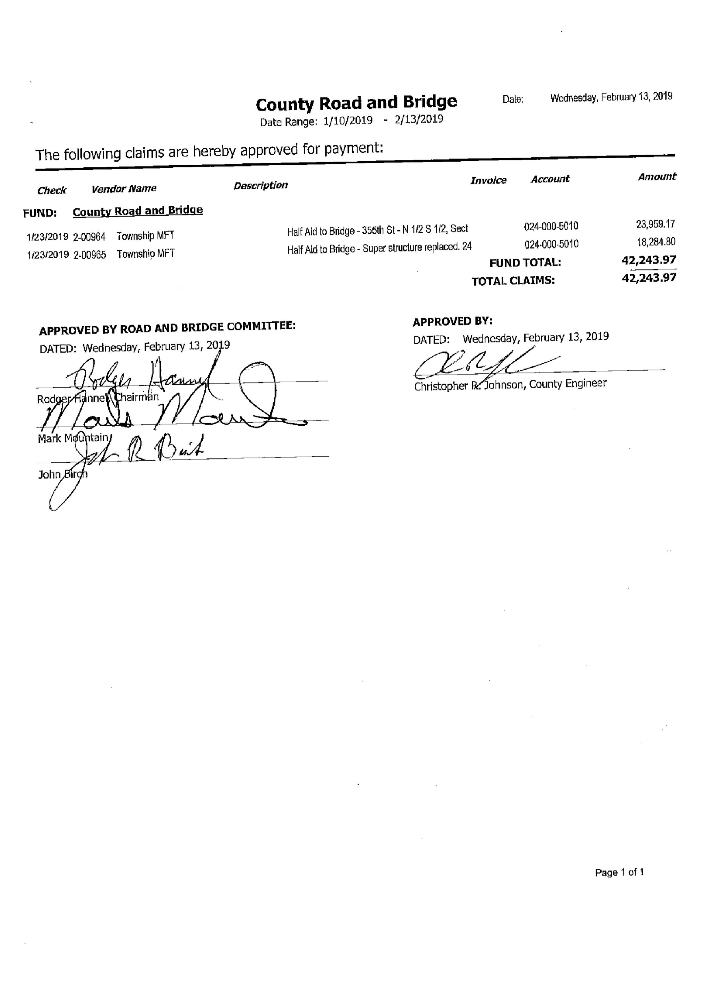 County Road and Bridge
Date: Wednesday, February 13, 2019
Date Range: 1/10/2019 - 2/13/2019
The following claims are hereby approved for payment:
Check Vendor Name Description Invoice Account Amount
FUND: County Road and Bridge
1/23/2019 2-00964 Township MFT Half Aid to Bridge - 355th St - N 1/2 S 1/2, Sect 024-000-5010 23,959.17
1/23/2019 2-00965 Township MFT Half Aid to Bridge - Super structure replaced. 24 024-000-5010 18,284.80
FUND TOTAL: 42,243.97
TOTAL CLAIMS: 42,243.97
APPROVED BY ROAD AND BRIDGE COMMITTEE:
DATED: Wednesday, February 13, 2019
Rodger Hannel
Rodger Hannel, Chairman
Mark Mountain
Mark Mountain
John R Birch
John Birch
APPROVED BY:
DATED: Wednesday, February 13, 2019
Christopher R. Johnson, County Engineer
Page 1 of 1